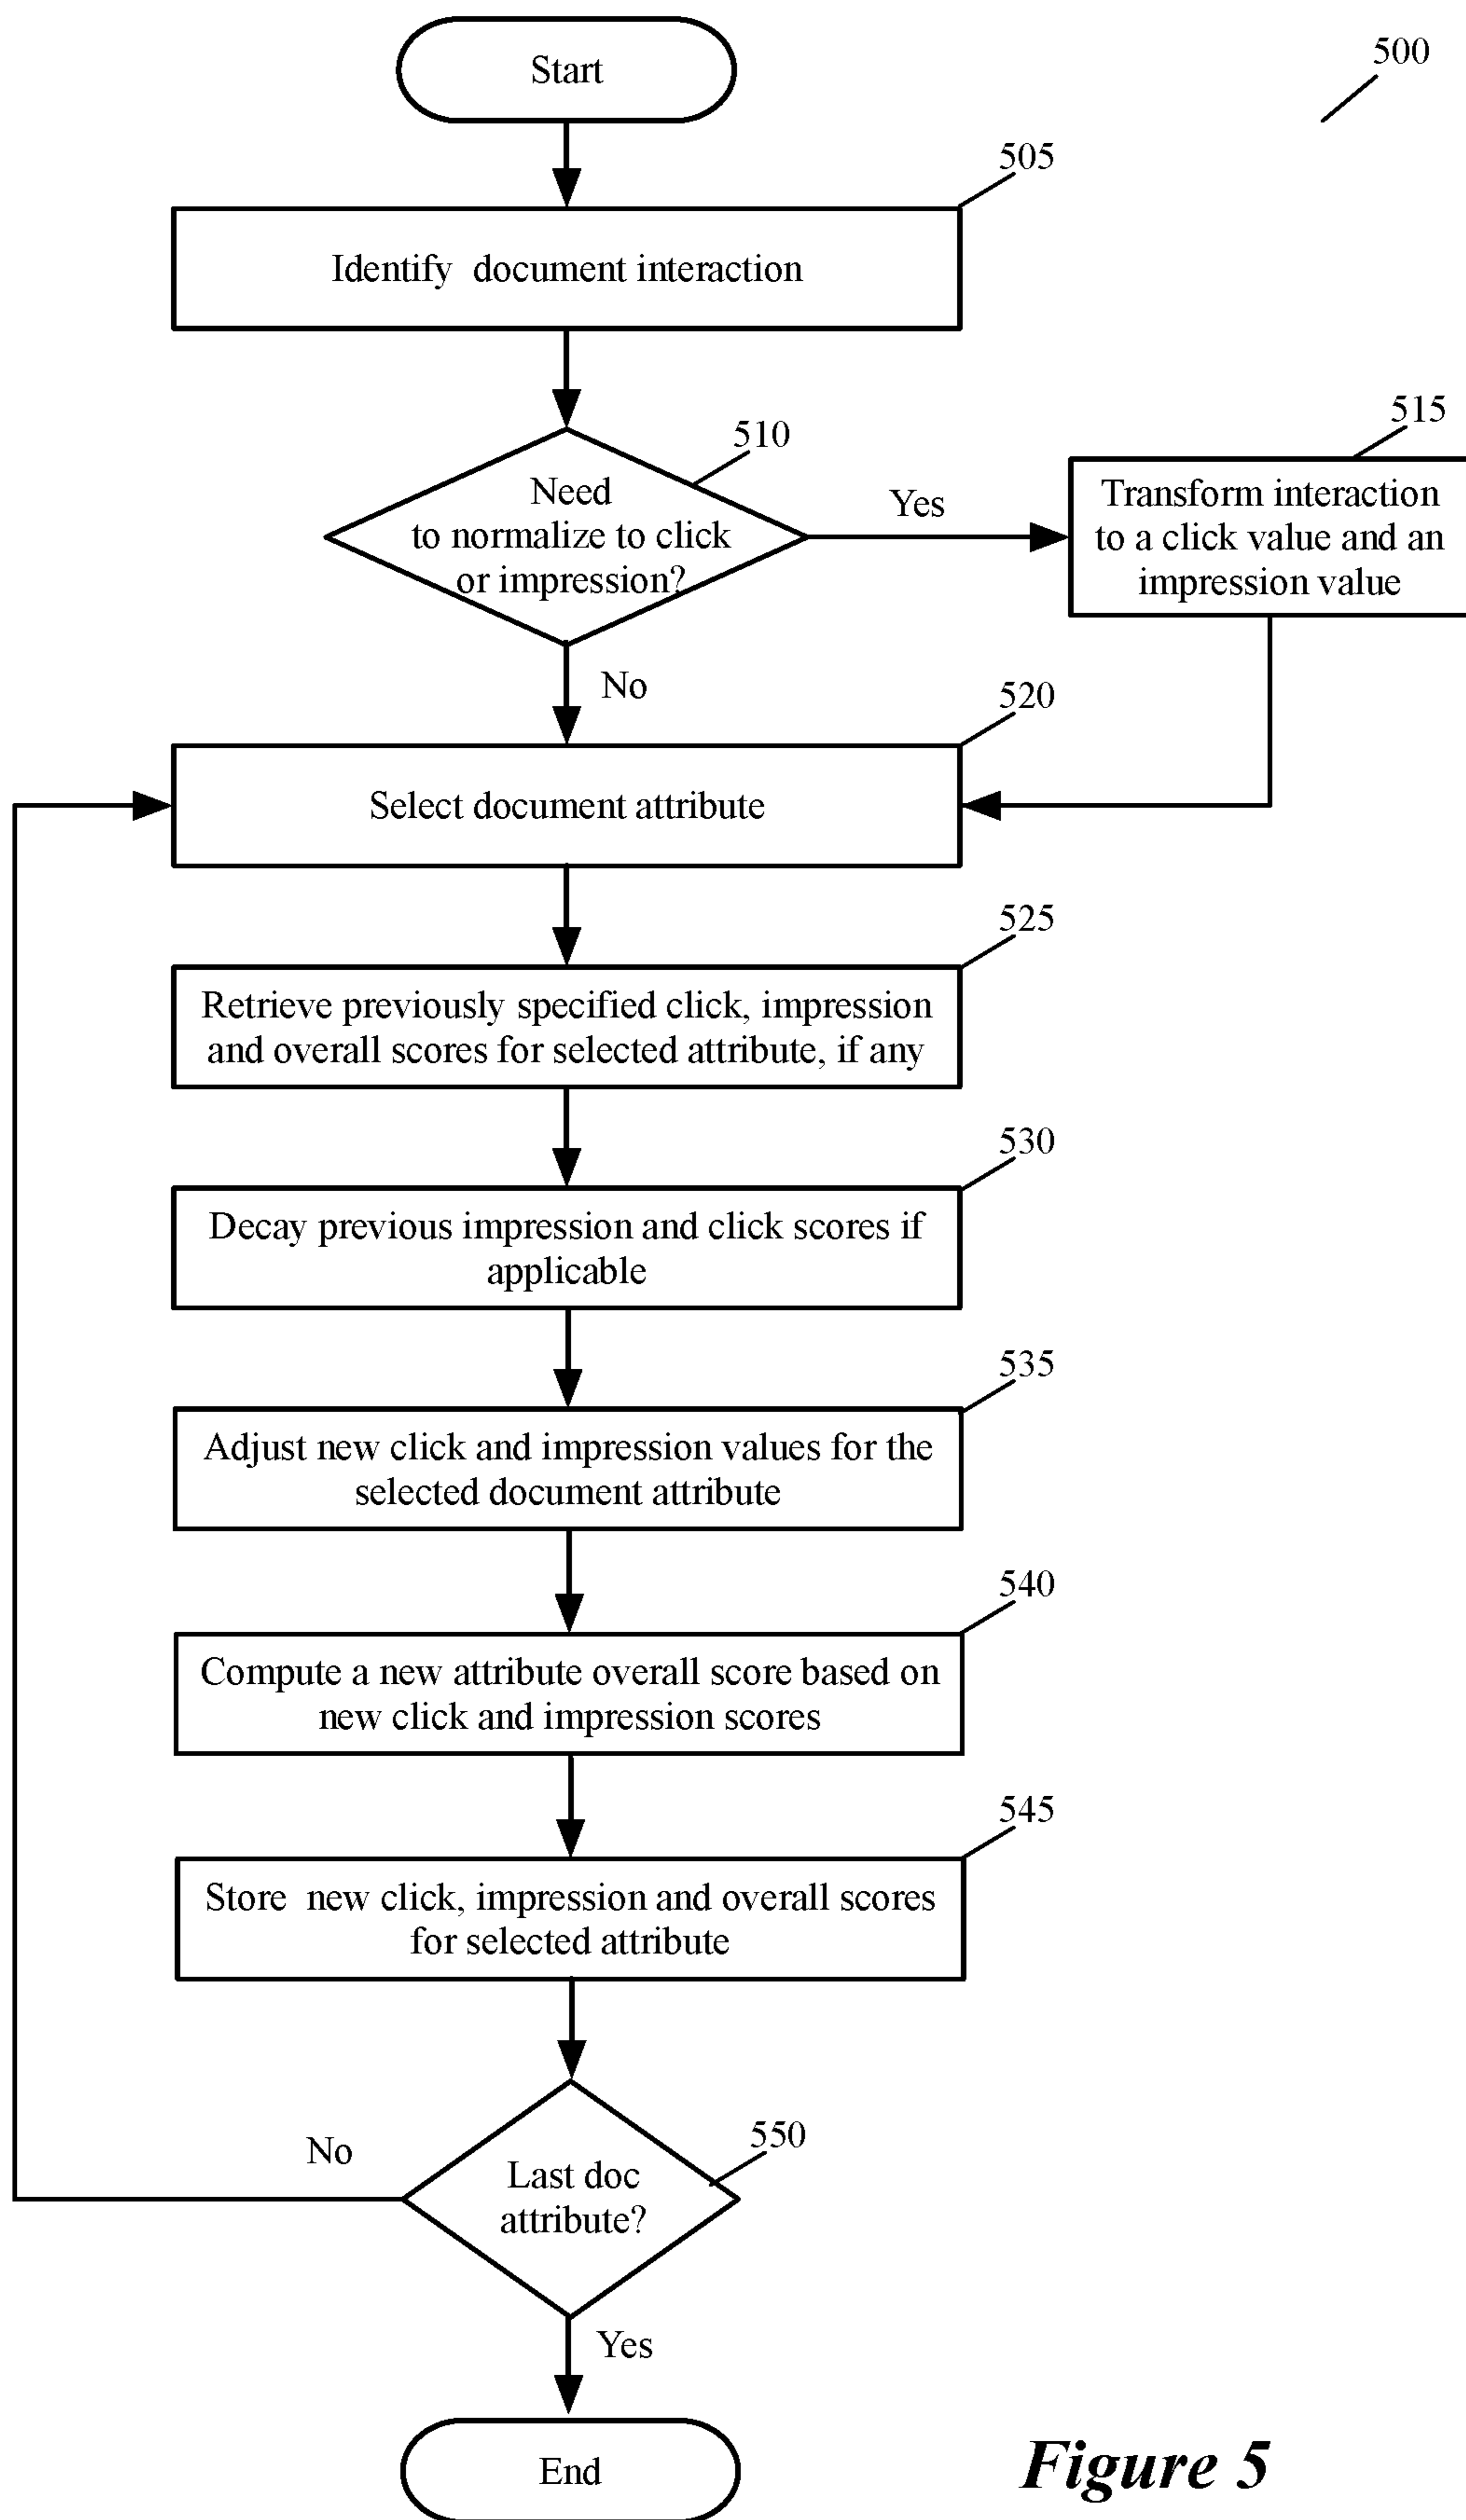 Start
500
505
Identify document interaction
510
515
Need
to normalize to click
or impression?
Yes
Transform interaction
to a click value and an
impression value
No
520
Select document attribute
525
Retrieve previously specified click, impression
and overall scores for selected attribute, if any
530
Decay previous impression and click scores if
applicable
535
Adjust new click and impression values for the
selected document attribute
540
Compute a new attribute overall score based on
new click and impression scores
545
Store new click, impression and overall scores
for selected attribute
550
No
Last doc
attribute?
Yes
End
Figure 5